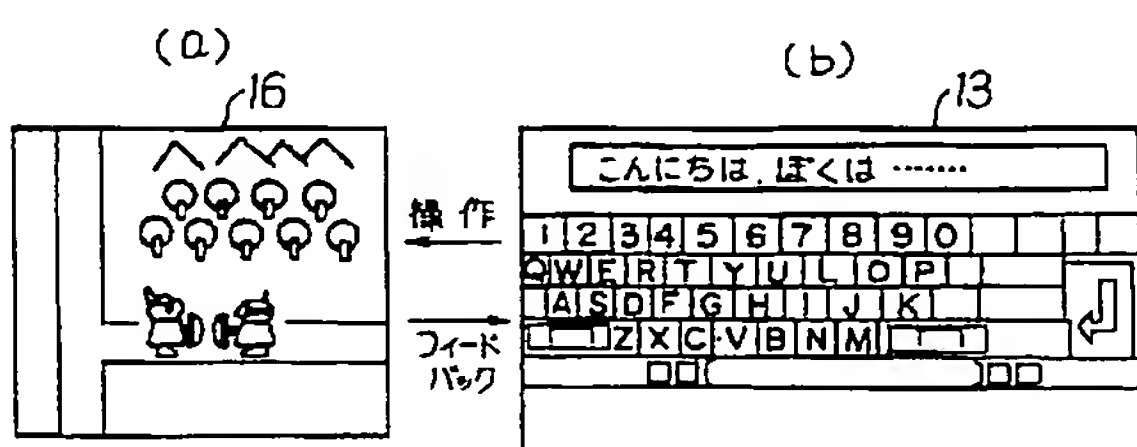 (a)
16
(b)
13
こんにちは、ぼくは ・・・・・・・
操作
フィード
バック
1 2 3 4 5 6 7 8 9 0
Q W E R T Y U L O P
A S D F G H I J K
Z X C V B N M